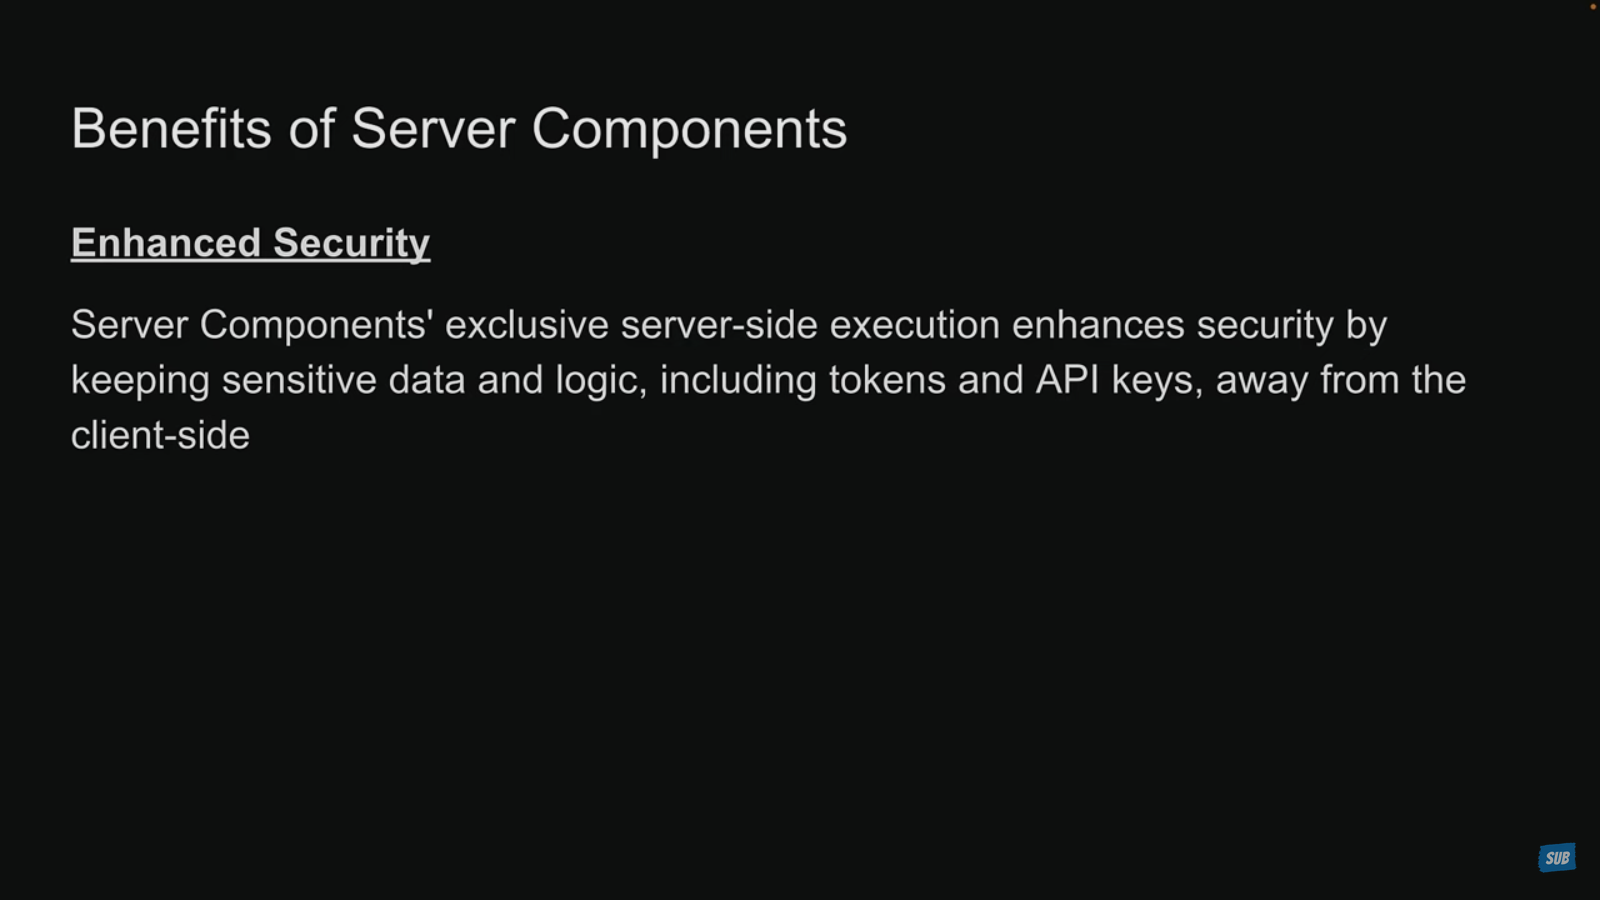 Benefits of Server Components
Enhanced Security
Server Components' exclusive server-side execution enhances security by
keeping sensitive data and logic, including tokens and API keys, away from the
client-side
SUB